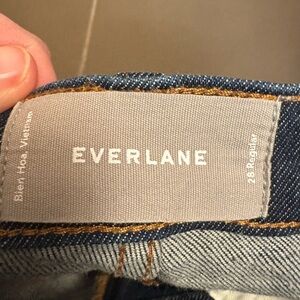 Bien Hoa, Vietnam
EVERLANE
28 Regular